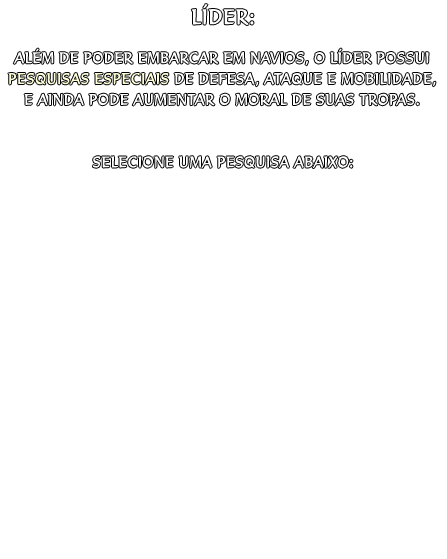 LÍDER:
ALÉM DE PODER EMBARCAR EM NAVIOS, O LÍDER POSSUI
PESQUISAS ESPECIAIS DE DEFESA, ATAQUE E MOBILIDADE,
E AINDA PODE AUMENTAR O MORAL DE SUAS TROPAS.
SELECIONE UMA PESQUISA ABAIXO: